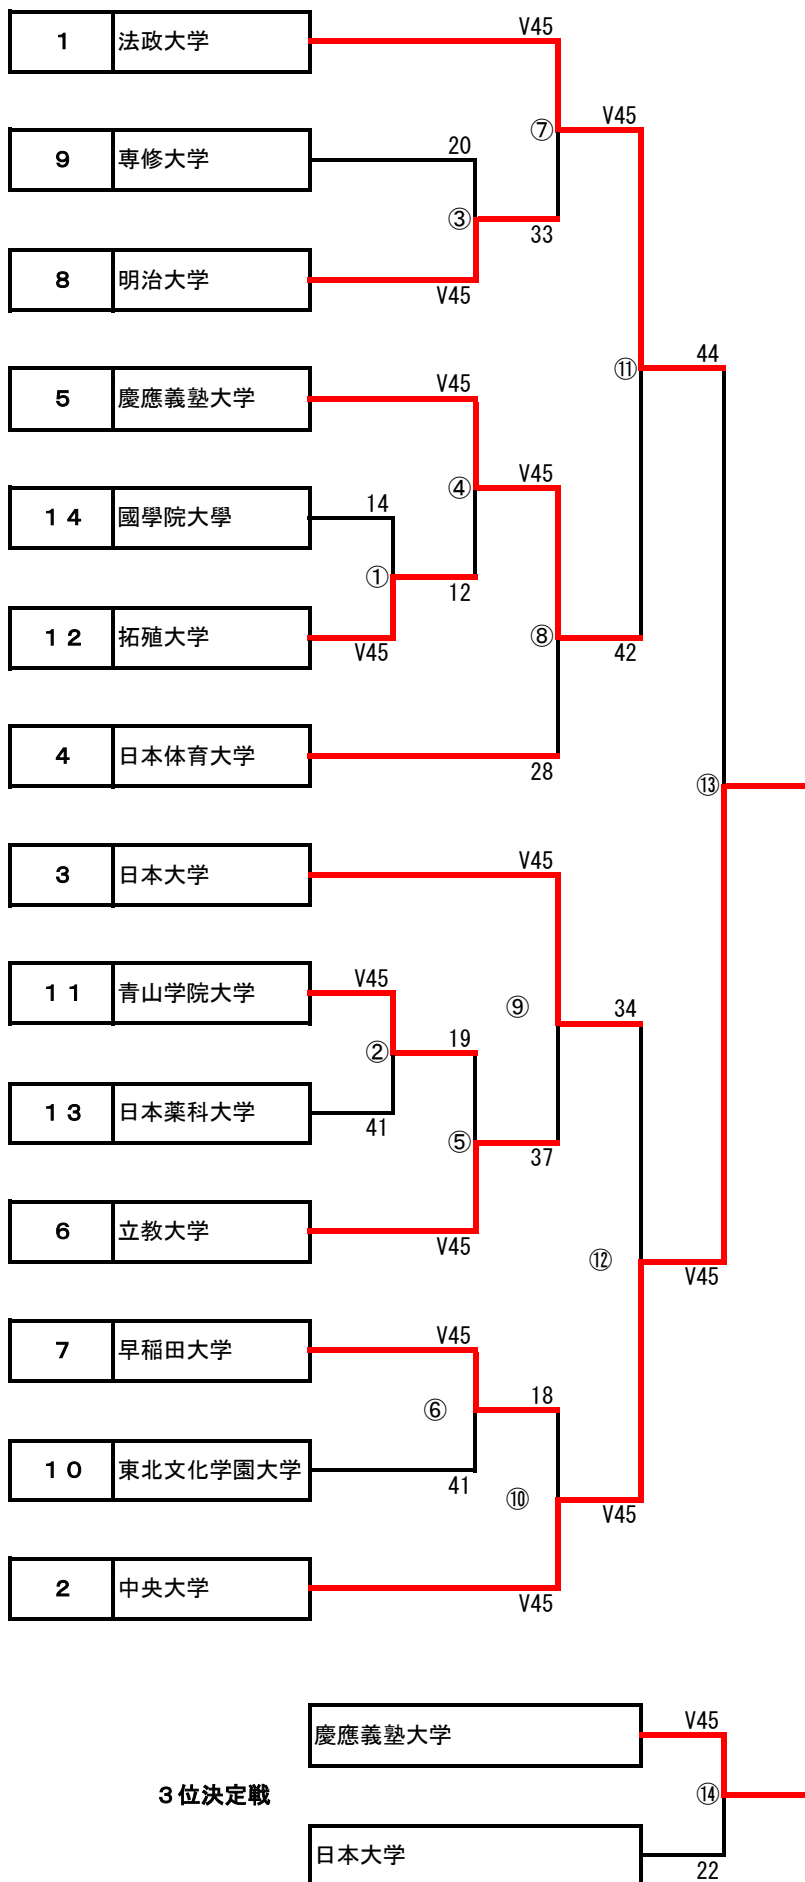 V45
1 法政大学
V45
⑦
20
9 専修大学
③
33
8 明治大学
V45
44
⑪
V45
5 慶應義塾大学
V45
④
14
14 國學院大學
①
12
12 拓殖大学
⑧
V45
42
4 日本体育大学
28
⑬
V45
3 日本大学
V45
11 青山学院大学
⑨
34
19
②
13 日本薬科大学
41
⑤
37
6 立教大学
V45
⑫
V45
V45
7 早稲田大学
18
⑥
10 東北文化学園大学
41
⑩
V45
2 中央大学
V45
V45
慶應義塾大学
3位決定戦
⑭
日本大学
22